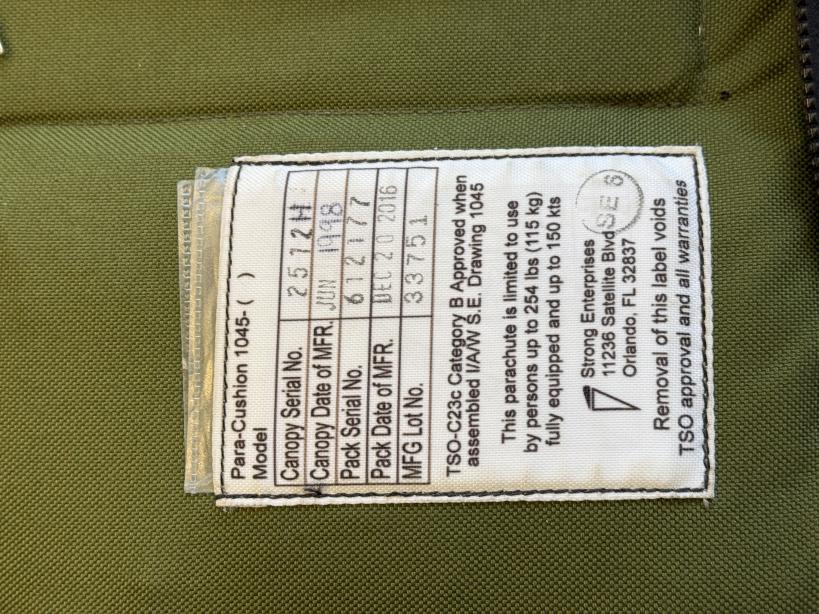 Para-Cushion 1045- ( )
Model
Canopy Serial No. 2572H
Canopy Date of MFR. JUN 1998
Pack Serial No. 612177
Pack Date of MFR. DEC 20 2016
MFG Lot No. 33751
TSO-C23c Category B Approved when
assembled I/A/W S.E. Drawing 1045
This parachute is limited to use
by persons up to 254 lbs (115 kg)
fully equipped and up to 150 kts
Strong Enterprises
11236 Satellite Blvd
Orlando, FL 32837
SE 6
Removal of this label voids
TSO approval and all warranties